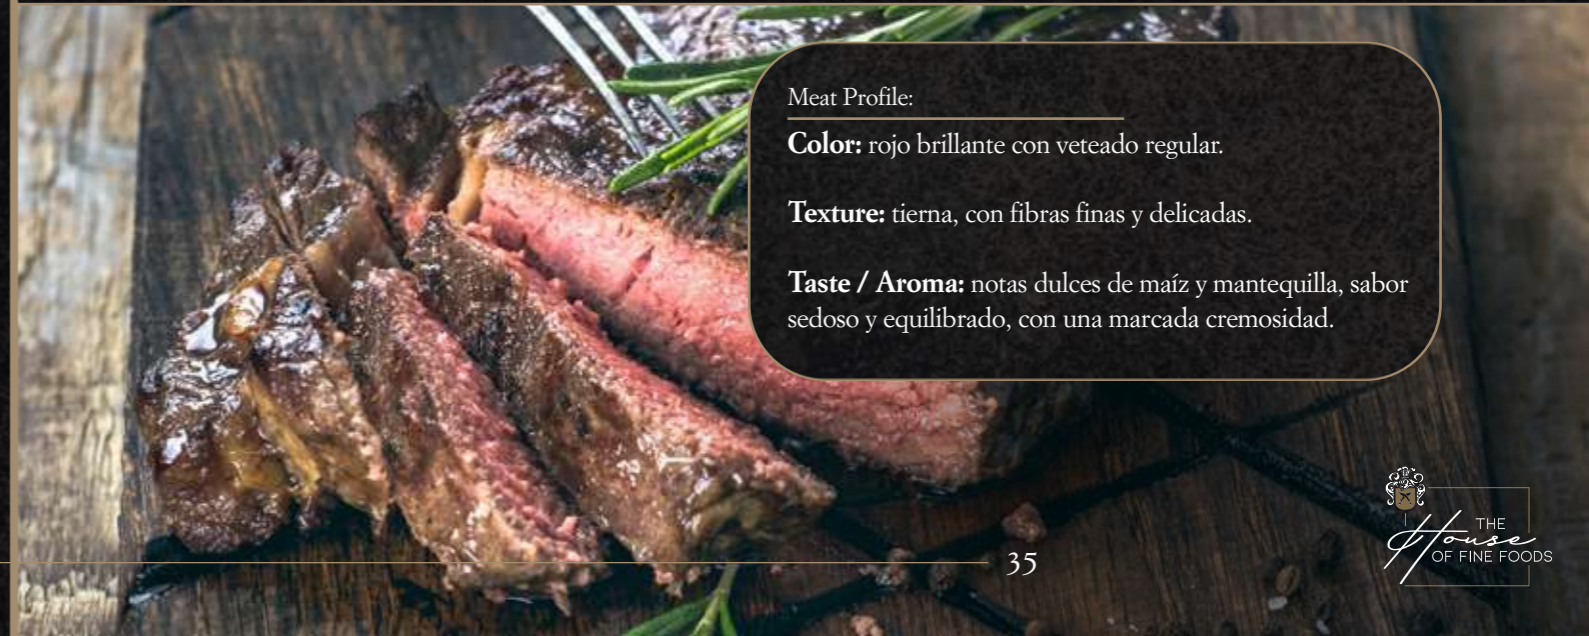 Meat Profile:
Color: rojo brillante con veteado regular.
Texture: tierna, con fibras finas y delicadas.
Taste / Aroma: notas dulces de maíz y mantequilla, sabor
sedoso y equilibrado, con una marcada cremosidad.
35
THE
House
OF FINE FOODS